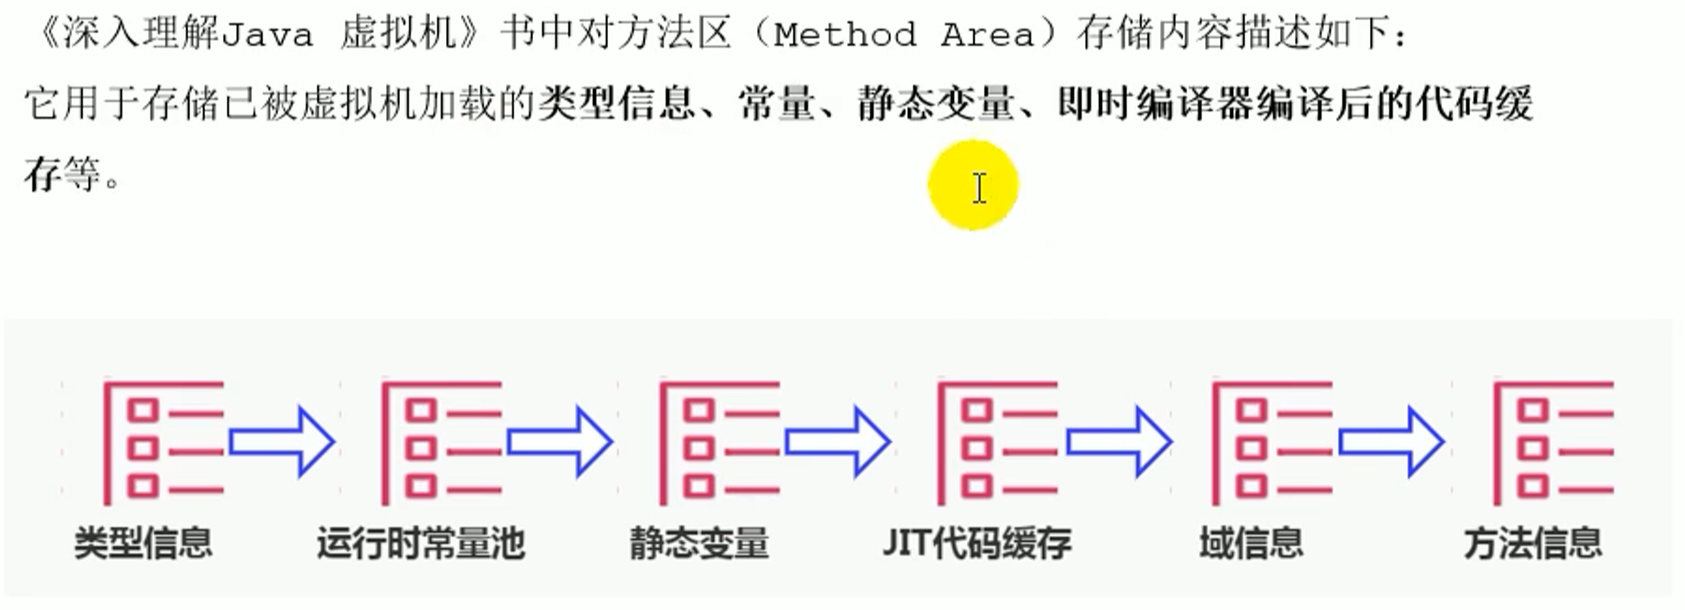 《深入理解Java 虚拟机》书中对方法区（Method Area）存储内容描述如下：
它用于存储已被虚拟机加载的类型信息、常量、静态变量、即时编译器编译后的代码缓
存等。
类型信息
运行时常量池
静态变量
JIT代码缓存
域信息
方法信息